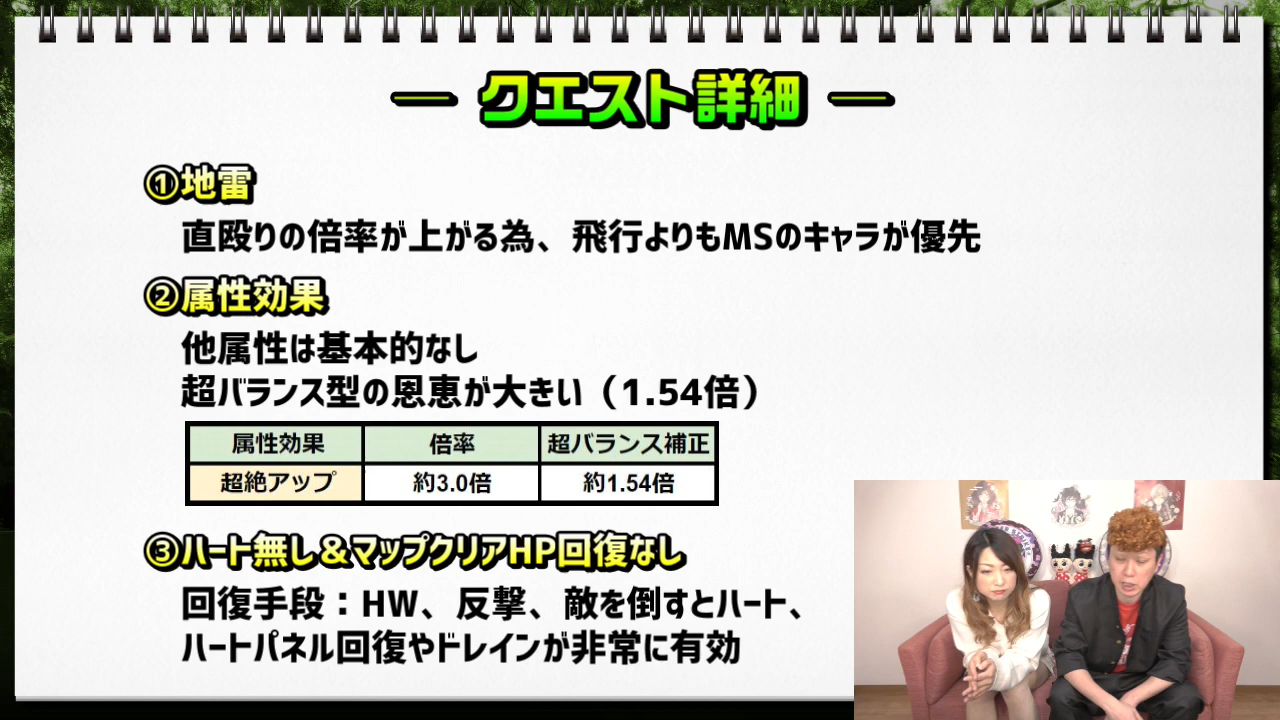 クエスト詳細
①地雷
直殴りの倍率が上がる為、飛行よりもMSのキャラが優先
②属性効果
他属性は基本的なし
超バランス型の恩恵が大きい（1.54倍）
属性効果 倍率 超バランス補正
超絶アップ 約3.0倍 約1.54倍
③ハート無し＆マップクリアHP回復なし
回復手段：HW、反撃、敵を倒すとハート、
ハートパネル回復やドレインが非常に有効